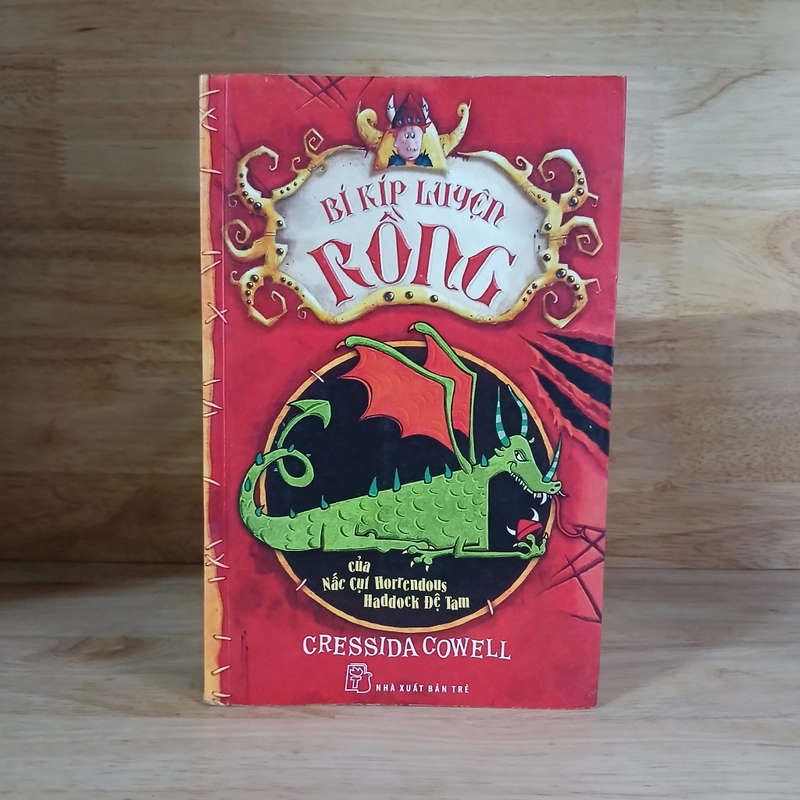 BÍ KÍP LUYỆN
RỒNG
của
Nấc Cụt Horrendous
Haddock Đệ Tam
CRESSIDA COWELL
T
NHÀ XUẤT BẢN TRẺ